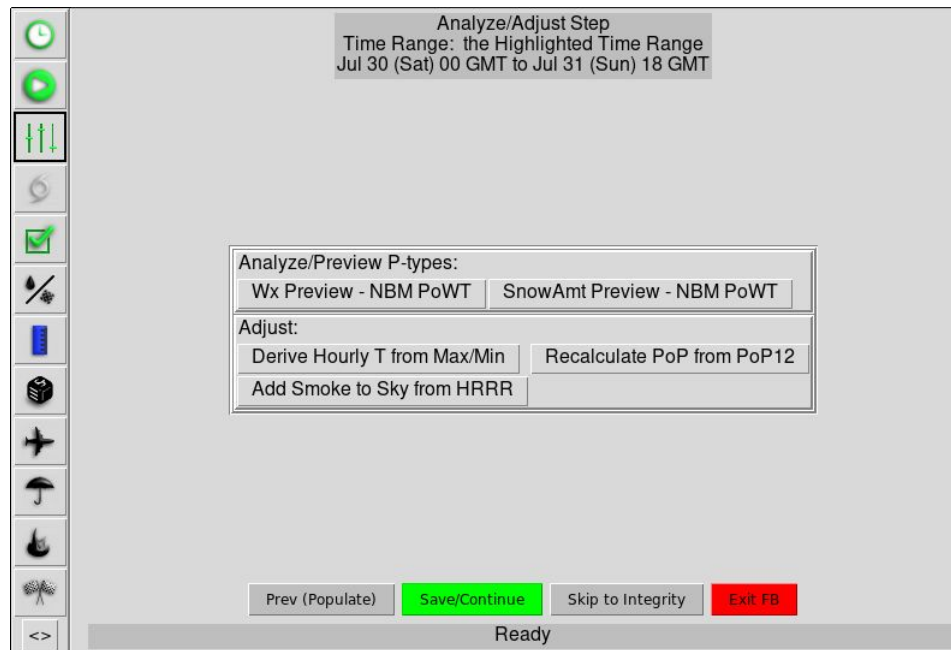 Analyze/Adjust Step
Time Range: the Highlighted Time Range
Jul 30 (Sat) 00 GMT to Jul 31 (Sun) 18 GMT
Analyze/Preview P-types:
Wx Preview - NBM PoWT SnowAmt Preview - NBM PoWT
Adjust:
Derive Hourly T from Max/Min Recalculate PoP from PoP12
Add Smoke to Sky from HRRR
Prev (Populate) Save/Continue Skip to Integrity Exit FB
<> Ready